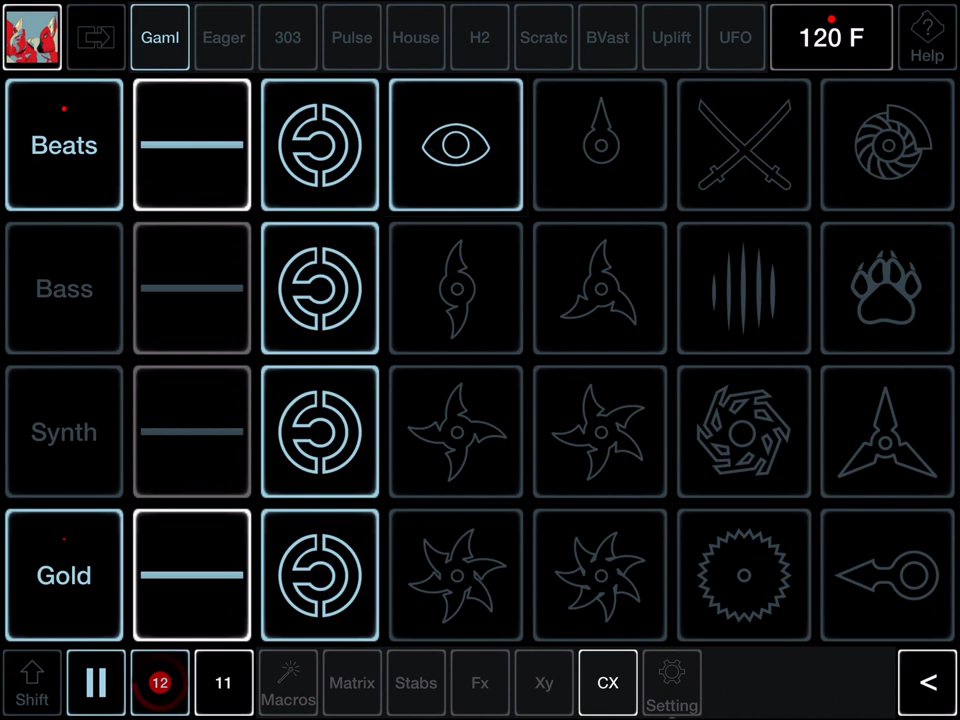 Gaml Eager 303 Pulse House H2 Scratc BVast Uplift UFO 120 F Help
Beats
Bass
Synth
Gold
Shift 12 11 Macros Matrix Stabs Fx Xy CX Setting <